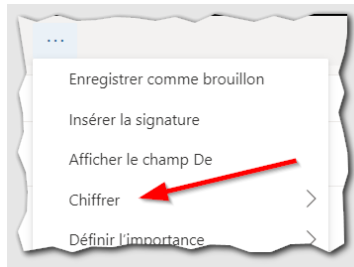 ...
Enregistrer comme brouillon
Insérer la signature
Afficher le champ De
Chiffrer
Définir l'importance